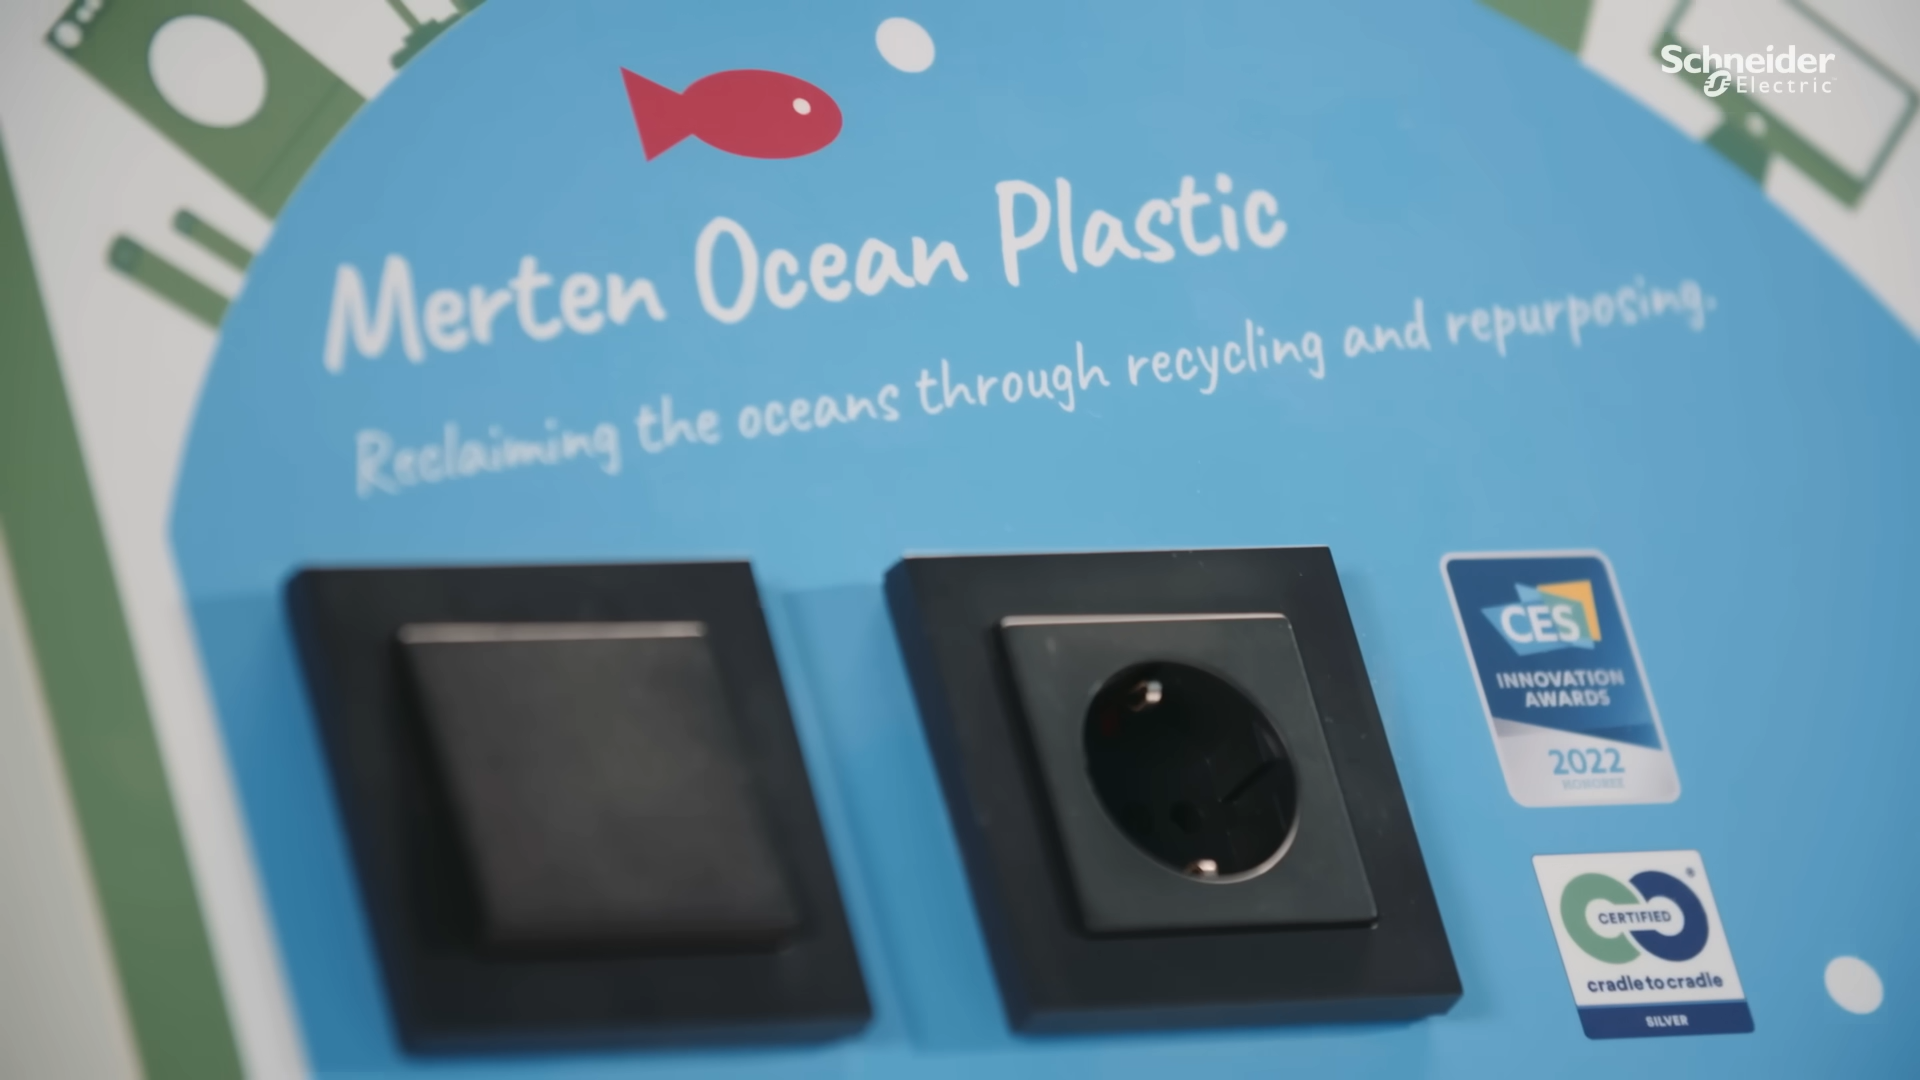 Schneider
Electric
Merten Ocean Plastic
Reclaiming the oceans through recycling and repurposing.
CES
INNOVATION
AWARDS
2022
HONOREE
CERTIFIED
®
cradle to cradle
SILVER